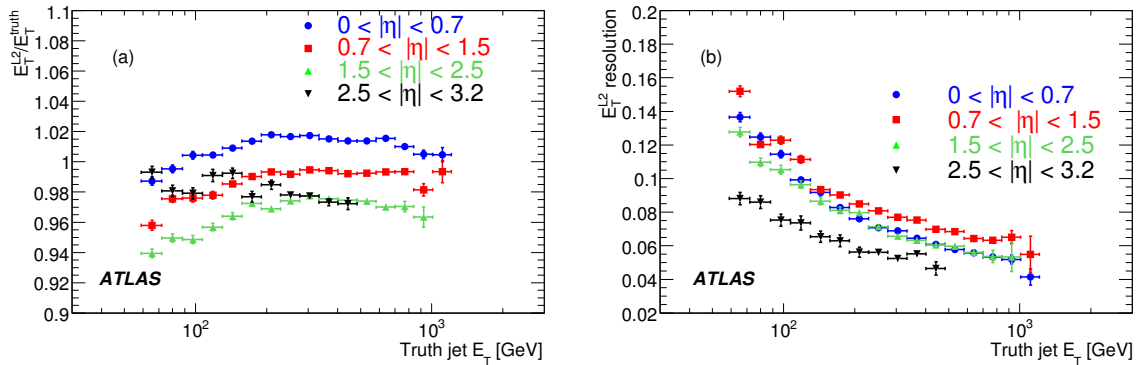 E_T^L2/E_T^truth
1.1
1.08
1.06
1.04
1.02
1
0.98
0.96
0.94
0.92
0.9
(a)
0 < |η| < 0.7
0.7 < |η| < 1.5
1.5 < |η| < 2.5
2.5 < |η| < 3.2
ATLAS
10²
10³
Truth jet E_T [GeV]
E_T^L2 resolution
0.2
0.18
0.16
0.14
0.12
0.10
0.08
0.06
0.04
0.02
0.00
(b)
0 < |η| < 0.7
0.7 < |η| < 1.5
1.5 < |η| < 2.5
2.5 < |η| < 3.2
ATLAS
10²
10³
Truth jet E_T [GeV]